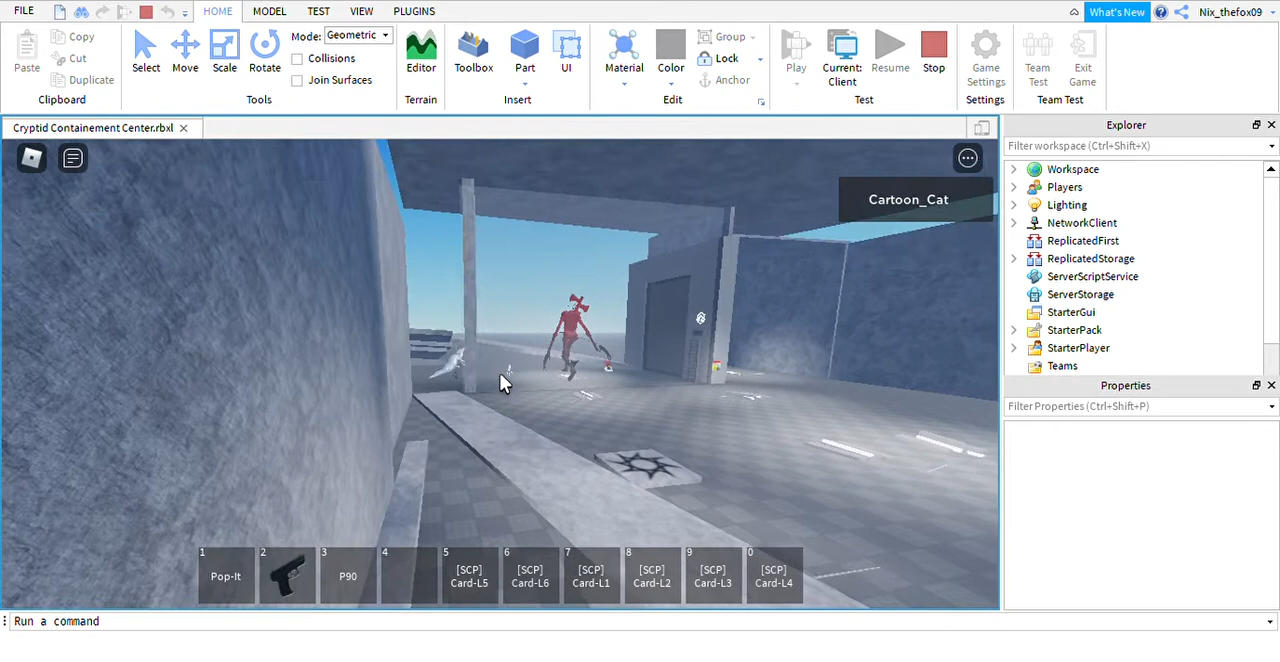 FILE HOME MODEL TEST VIEW PLUGINS What's New Nix_thefox09
Paste Copy Cut Duplicate
Clipboard
Select Move Scale Rotate Mode: Geometric Collisions Join Surfaces
Tools
Editor
Terrain
Toolbox Part UI
Insert
Material Color Group Lock Anchor
Edit
Play Current: Client Resume Stop
Test
Game Settings
Settings
Team Test Exit Game
Team Test
Cryptid Containement Center.rbxl
Cartoon_Cat
1 Pop-It
2
3 P90
4
5 [SCP] Card-L5
6 [SCP] Card-L6
7 [SCP] Card-L1
8 [SCP] Card-L2
9 [SCP] Card-L3
0 [SCP] Card-L4
Explorer
Filter workspace (Ctrl+Shift+X)
Workspace
Players
Lighting
NetworkClient
ReplicatedFirst
ReplicatedStorage
ServerScriptService
ServerStorage
StarterGui
StarterPack
StarterPlayer
Teams
Properties
Filter Properties (Ctrl+Shift+P)
Run a command